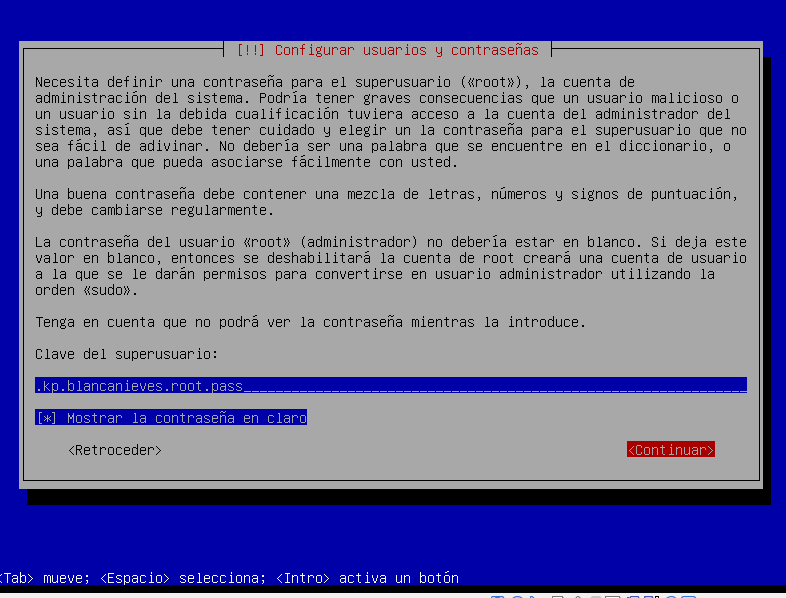 [!!] Configurar usuarios y contraseñas
Necesita definir una contraseña para el superusuario («root»), la cuenta de
administración del sistema. Podría tener graves consecuencias que un usuario malicioso o
un usuario sin la debida cualificación tuviera acceso a la cuenta del administrador del
sistema, así que debe tener cuidado y elegir un la contraseña para el superusuario que no
sea fácil de adivinar. No debería ser una palabra que se encuentre en el diccionario, o
una palabra que pueda asociarse fácilmente con usted.
Una buena contraseña debe contener una mezcla de letras, números y signos de puntuación,
y debe cambiarse regularmente.
La contraseña del usuario «root» (administrador) no debería estar en blanco. Si deja este
valor en blanco, entonces se deshabilitará la cuenta de root creará una cuenta de usuario
a la que se le darán permisos para convertirse en usuario administrador utilizando la
orden «sudo».
Tenga en cuenta que no podrá ver la contraseña mientras la introduce.
Clave del superusuario:
.kp.blancanieves.root.pass
[*] Mostrar la contraseña en claro
<Retroceder> <Continuar>
<Tab> mueve; <Espacio> selecciona; <Intro> activa un botón